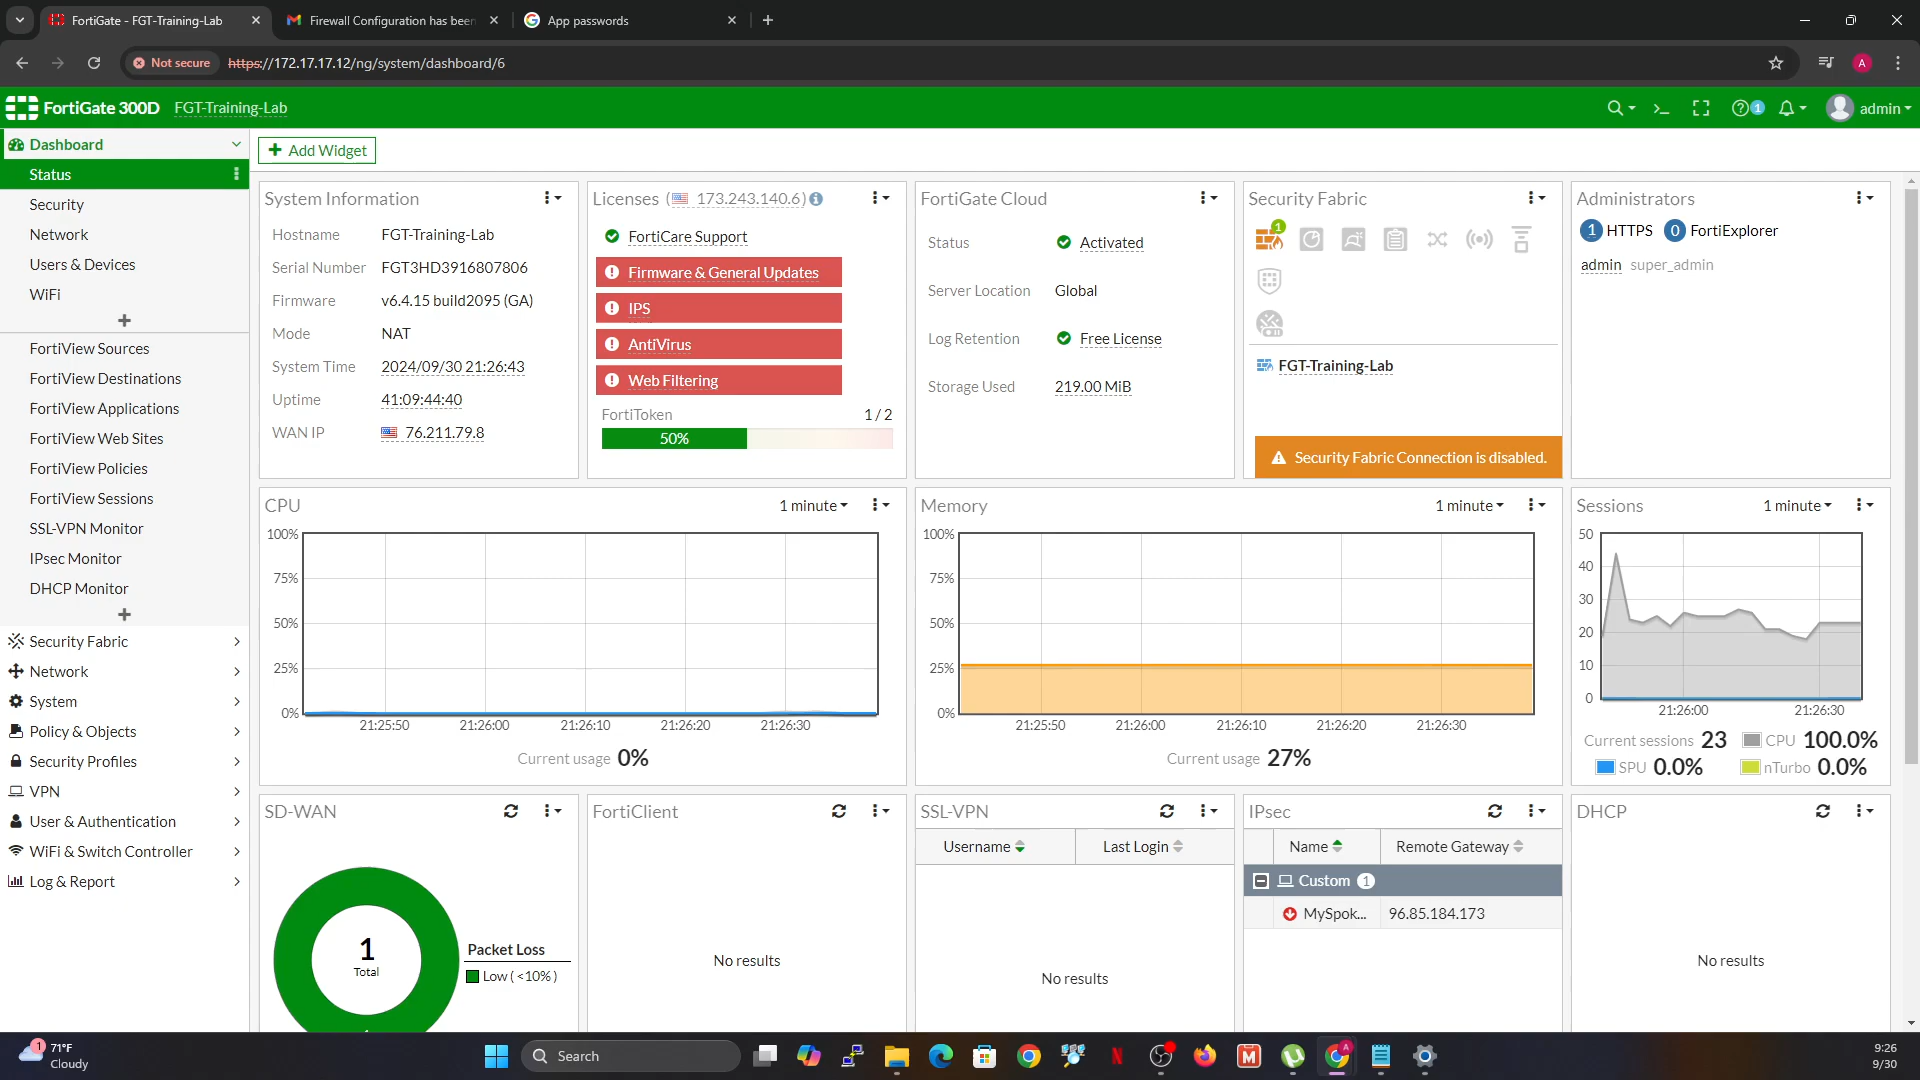 FortiGate - FGT-Training-Lab
Firewall Configuration has been
App passwords
Not secure
https://172.17.17.12/ng/system/dashboard/6
A
FortiGate 300D
FGT-Training-Lab
1
admin
Dashboard
Status
Security
Network
Users & Devices
WiFi
FortiView Sources
FortiView Destinations
FortiView Applications
FortiView Web Sites
FortiView Policies
FortiView Sessions
SSL-VPN Monitor
IPsec Monitor
DHCP Monitor
Security Fabric
Network
System
Policy & Objects
Security Profiles
VPN
User & Authentication
WiFi & Switch Controller
Log & Report
Add Widget
System Information
Hostname FGT-Training-Lab
Serial Number FGT3HD3916807806
Firmware v6.4.15 build2095 (GA)
Mode NAT
System Time 2024/09/30 21:26:43
Uptime 41:09:44:40
WAN IP 76.211.79.8
Licenses (173.243.140.6)
FortiCare Support
Firmware & General Updates
IPS
AntiVirus
Web Filtering
FortiToken 1 / 2
50%
FortiGate Cloud
Status Activated
Server Location Global
Log Retention Free License
Storage Used 219.00 MiB
Security Fabric
1
FGT-Training-Lab
Security Fabric Connection is disabled.
Administrators
1 HTTPS 0 FortiExplorer
admin super_admin
CPU 1 minute
100%
75%
50%
25%
0%
21:25:50 21:26:00 21:26:10 21:26:20 21:26:30
Current usage 0%
Memory 1 minute
100%
75%
50%
25%
0%
21:25:50 21:26:00 21:26:10 21:26:20 21:26:30
Current usage 27%
Sessions 1 minute
50
40
30
20
10
0
21:26:00 21:26:30
Current sessions 23 CPU 100.0%
SPU 0.0% nTurbo 0.0%
SD-WAN
1
Total
Packet Loss
Low ( <10% )
FortiClient
No results
SSL-VPN
Username Last Login
No results
IPsec
Name Remote Gateway
Custom 1
MySpok... 96.85.184.173
DHCP
No results
1
71°F
Cloudy
Search
9:26
9/30